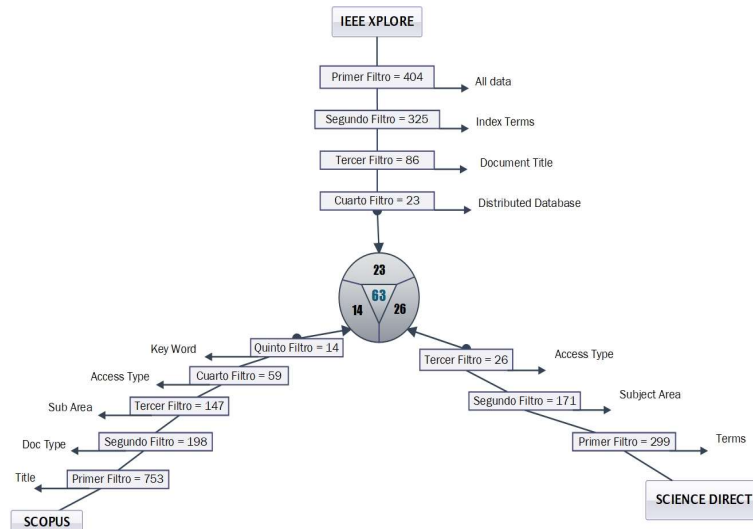 IEEE XPLORE
Primer Filtro = 404
All data
Segundo Filtro = 325
Index Terms
Tercer Filtro = 86
Document Title
Cuarto Filtro = 23
Distributed Database
23
63
14
26
Key Word
Quinto Filtro = 14
Access Type
Cuarto Filtro = 59
Sub Area
Tercer Filtro = 147
Doc Type
Segundo Filtro = 198
Title
Primer Filtro = 753
SCOPUS
Tercer Filtro = 26
Access Type
Segundo Filtro = 171
Subject Area
Primer Filtro = 299
Terms
SCIENCE DIRECT